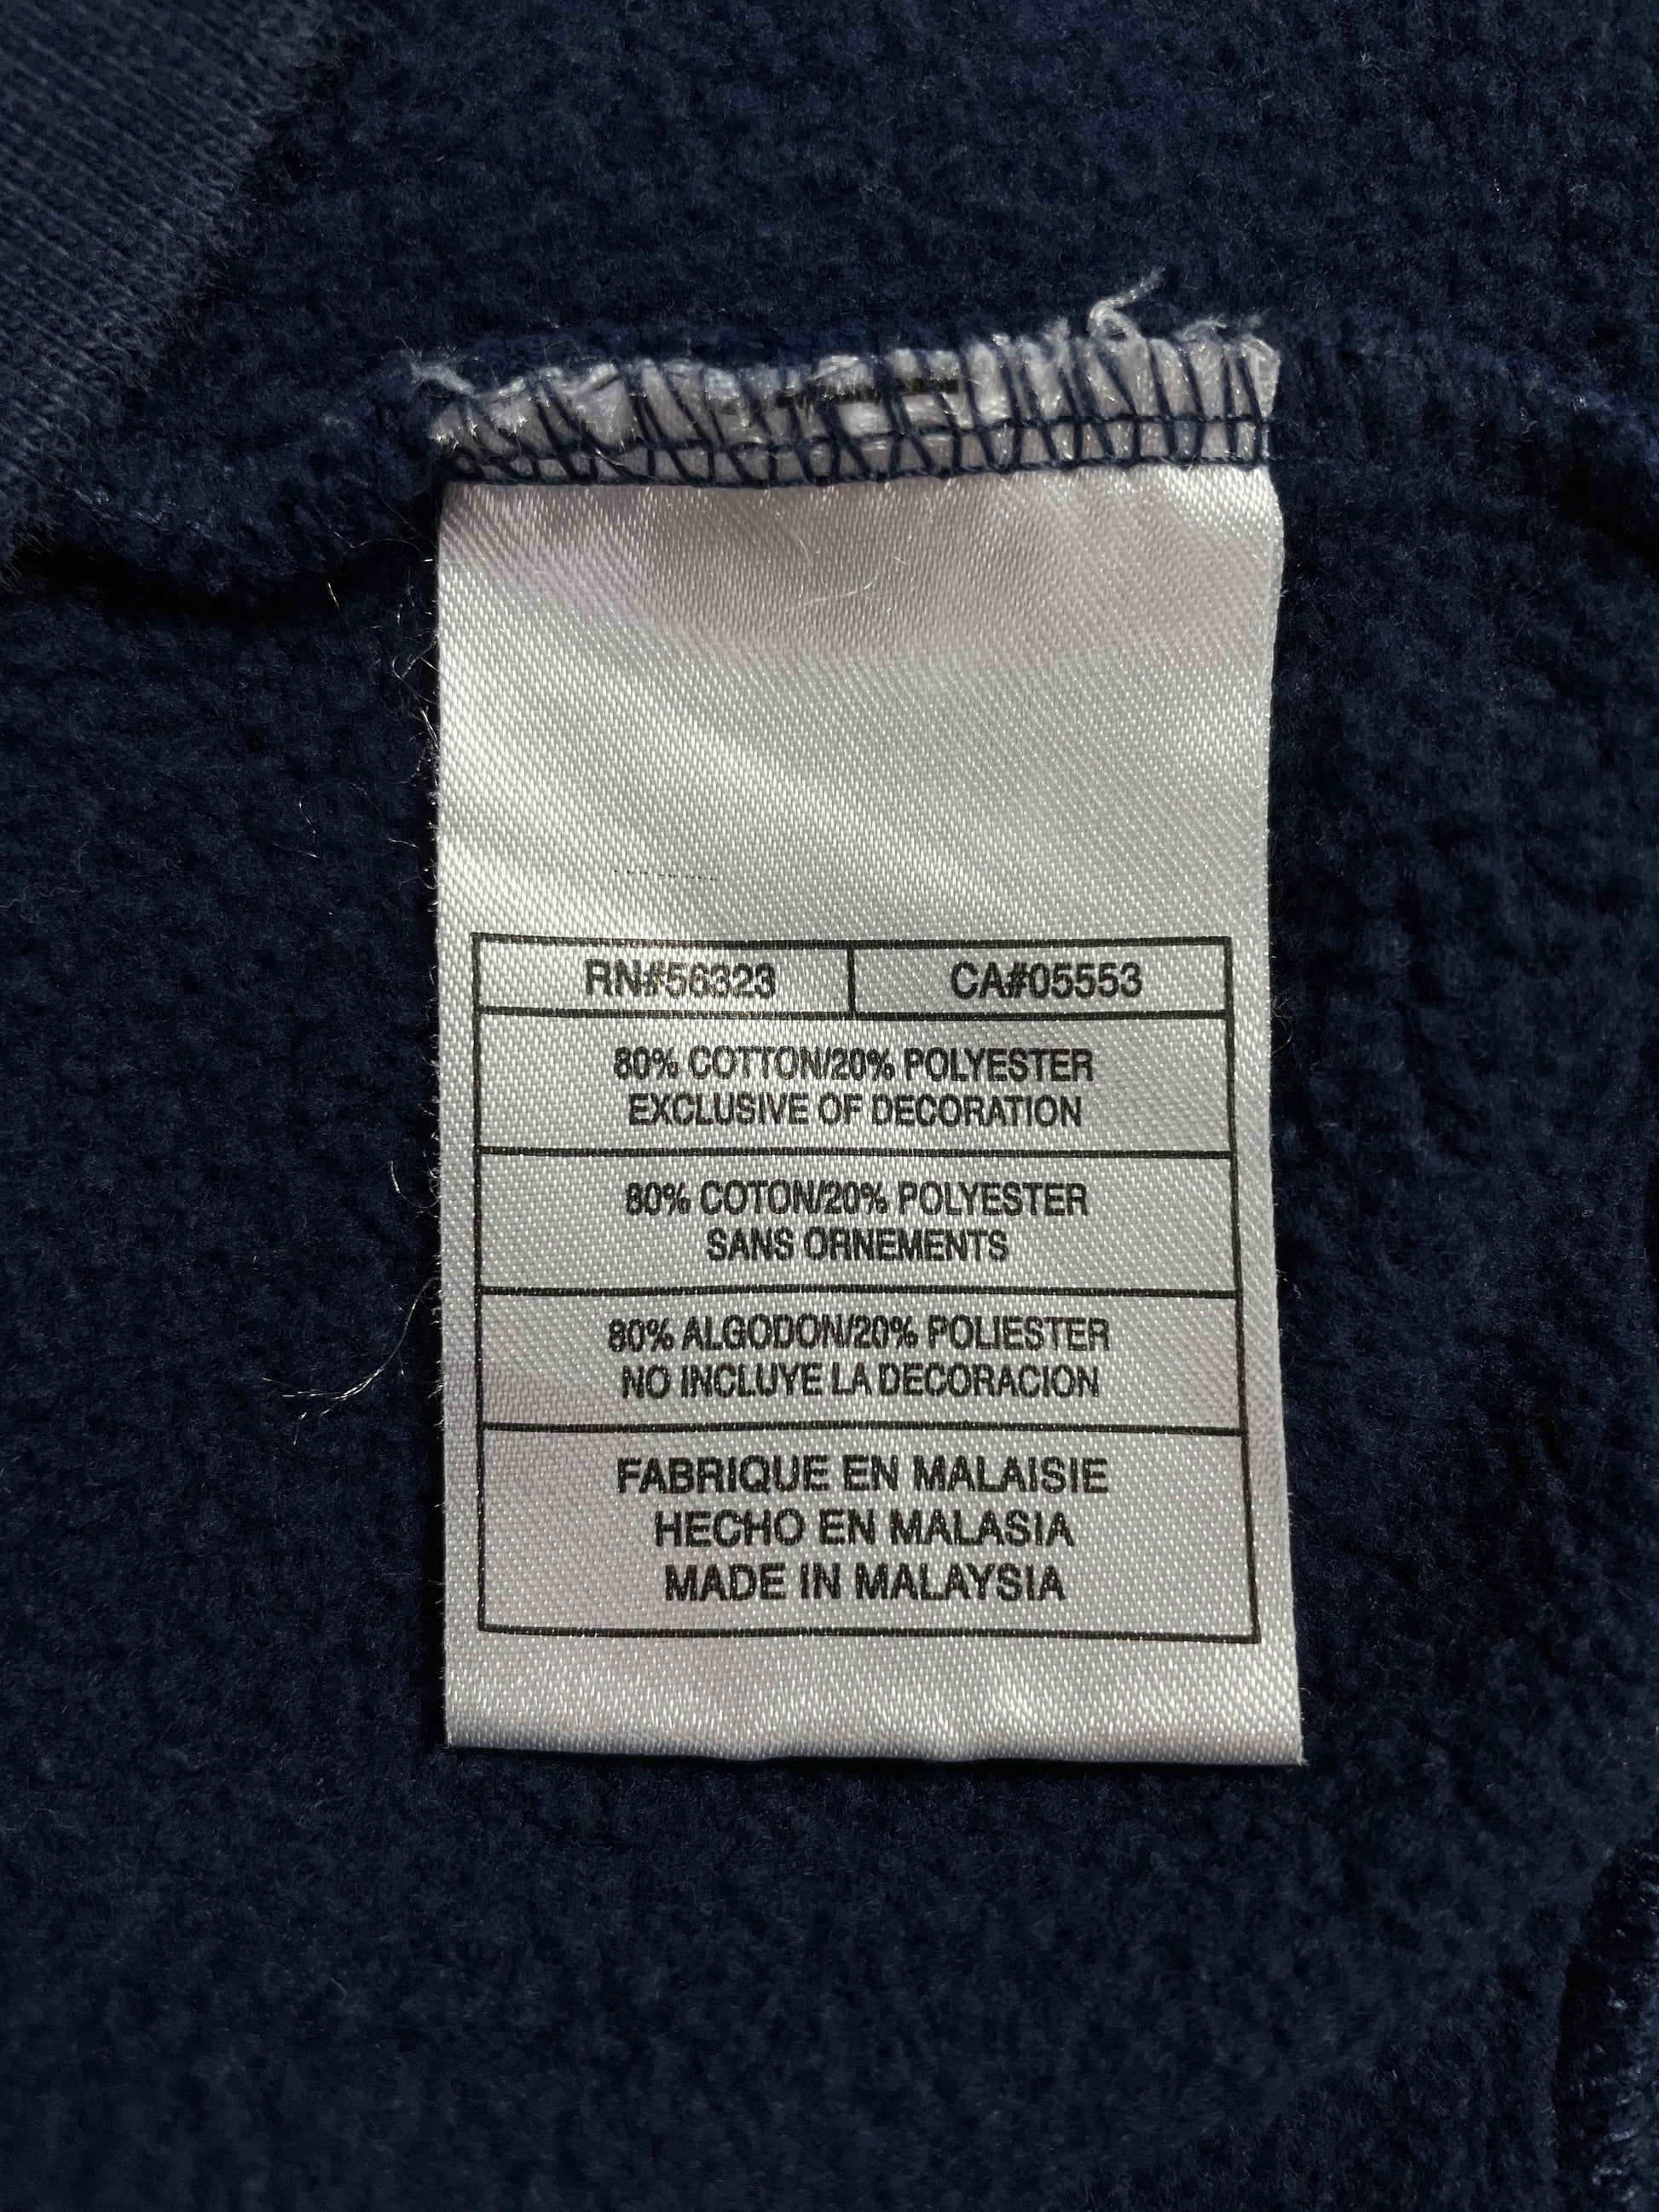 RN#56323 CA#05553
80% COTTON/20% POLYESTER
EXCLUSIVE OF DECORATION
80% COTON/20% POLYESTER
SANS ORNEMENTS
80% ALGODON/20% POLIESTER
NO INCLUYE LA DECORACION
FABRIQUE EN MALAISIE
HECHO EN MALASIA
MADE IN MALAYSIA